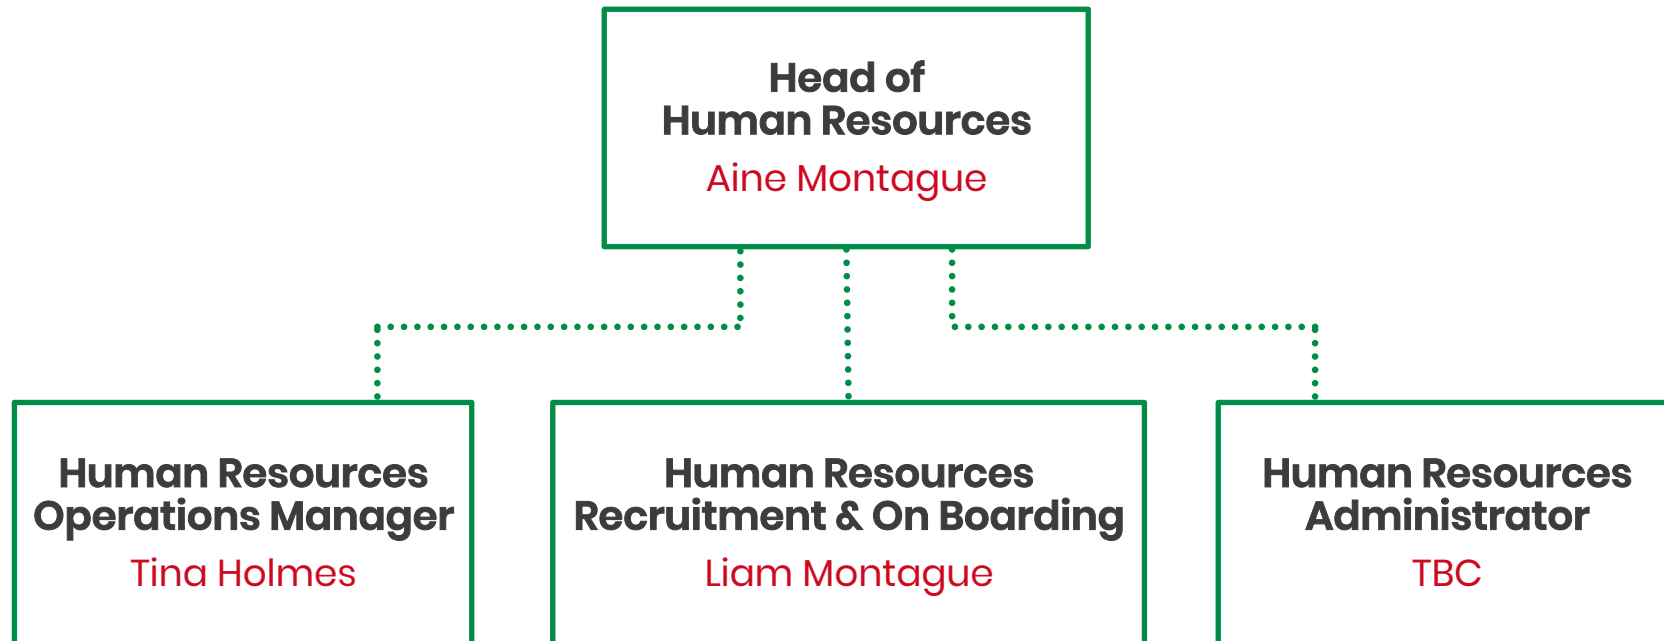 Head of
Human Resources
Aine Montague
Human Resources
Operations Manager
Tina Holmes
Human Resources
Recruitment & On Boarding
Liam Montague
Human Resources
Administrator
TBC